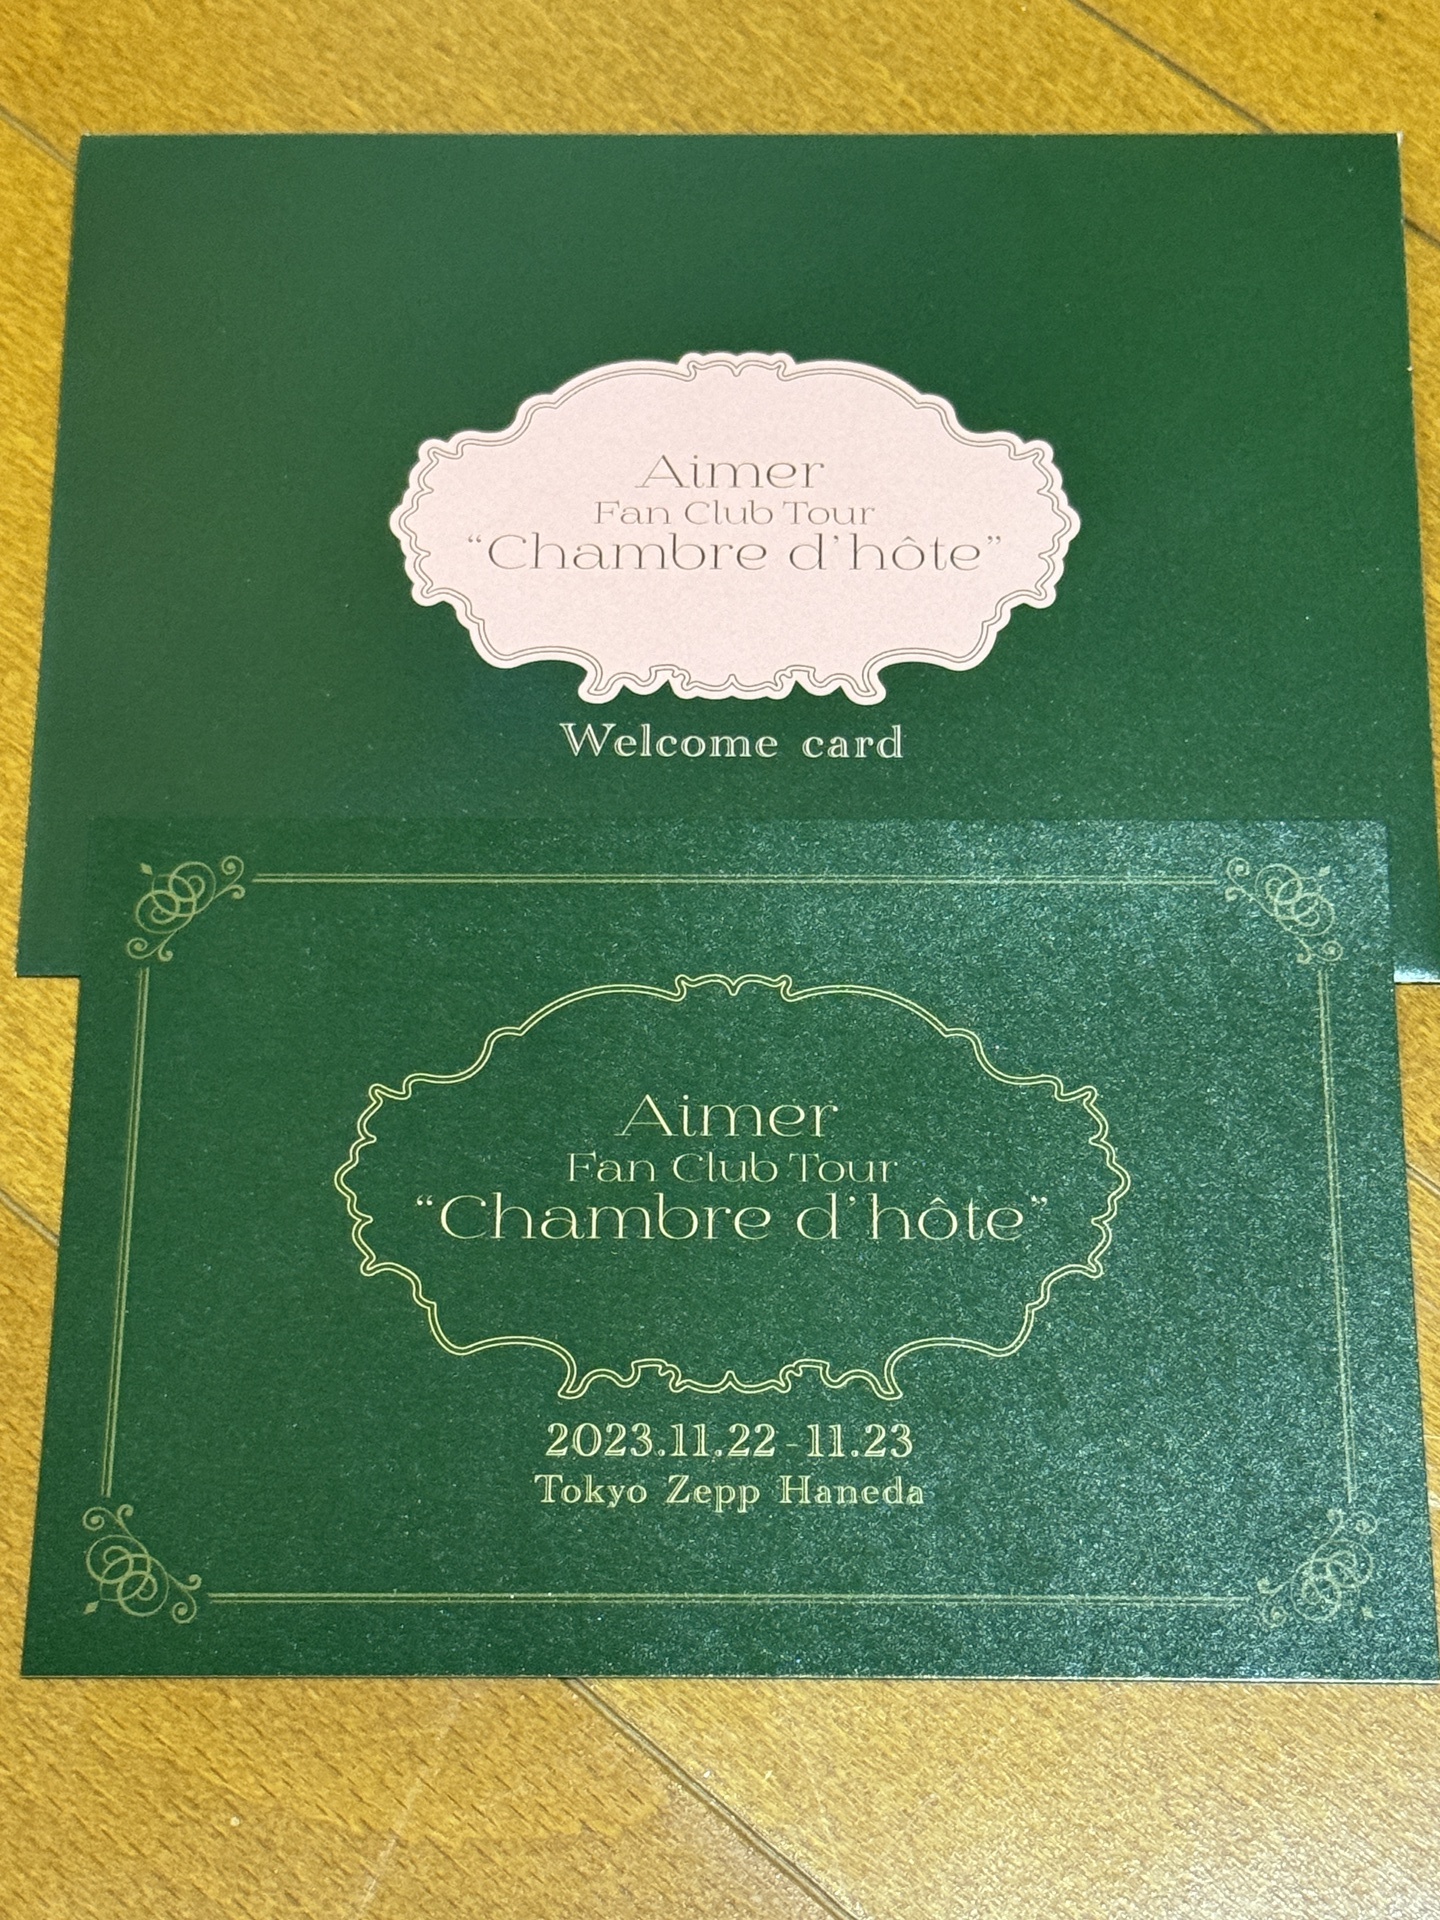 Aimer
Fan Club Tour
“Chambre d’hôte”
Welcome card
Aimer
Fan Club Tour
“Chambre d’hôte”
2023.11.22-11.23
Tokyo Zepp Haneda